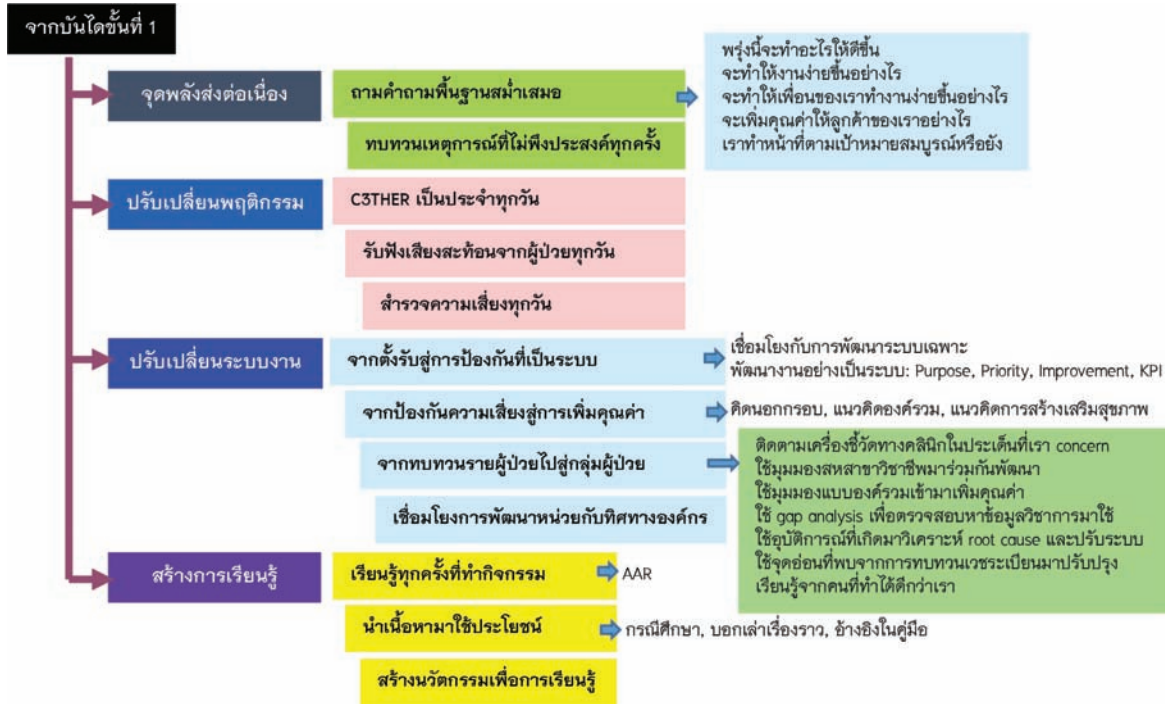 จากบันไดขั้นที่ 1
จุดพลังส่งต่อเนื่อง
ถามคำถามพื้นฐานสม่ำเสมอ
พรุ่งนี้จะทำอะไรให้ดีขึ้น
จะทำให้งานง่ายขึ้นอย่างไร
จะทำให้เพื่อนของเราทำงานง่ายขึ้นอย่างไร
จะเพิ่มคุณค่าให้ลูกค้าของเราอย่างไร
เราทำหน้าที่ตามเป้าหมายสมบูรณ์หรือยัง
ทบทวนเหตุการณ์ที่ไม่พึงประสงค์ทุกครั้ง
ปรับเปลี่ยนพฤติกรรม
C3THER เป็นประจำทุกวัน
รับฟังเสียงสะท้อนจากผู้ป่วยทุกวัน
สำรวจความเสี่ยงทุกวัน
ปรับเปลี่ยนระบบงาน
จากตั้งรับสู่การป้องกันที่เป็นระบบ
เชื่อมโยงกับการพัฒนาระบบเฉพาะ
พัฒนางานอย่างเป็นระบบ: Purpose, Priority, Improvement, KPI
จากป้องกันความเสี่ยงสู่การเพิ่มคุณค่า
คิดนอกกรอบ, แนวคิดองค์รวม, แนวคิดการสร้างเสริมสุขภาพ
จากทบทวนรายผู้ป่วยไปสู่กลุ่มผู้ป่วย
ติดตามเครื่องชี้วัดทางคลินิกในประเด็นที่เรา concern
ใช้มุมมองสหสาขาวิชาชีพมาร่วมกันพัฒนา
ใช้มุมมองแบบองค์รวมเข้ามาเพิ่มคุณค่า
ใช้ gap analysis เพื่อตรวจสอบหาข้อมูลวิชาการมาใช้
ใช้อุบัติการณ์ที่เกิดมาวิเคราะห์ root cause และปรับระบบ
ใช้จุดอ่อนที่พบจากการทบทวนเวชระเบียนมาปรับปรุง
เรียนรู้จากคนที่ทำได้ดีกว่าเรา
เชื่อมโยงการพัฒนาหน่วยกับทิศทางองค์กร
สร้างการเรียนรู้
เรียนรู้ทุกครั้งที่ทำกิจกรรม
AAR
นำเนื้อหามาใช้ประโยชน์
กรณีศึกษา, บอกเล่าเรื่องราว, อ้างอิงในคู่มือ
สร้างนวัตกรรมเพื่อการเรียนรู้